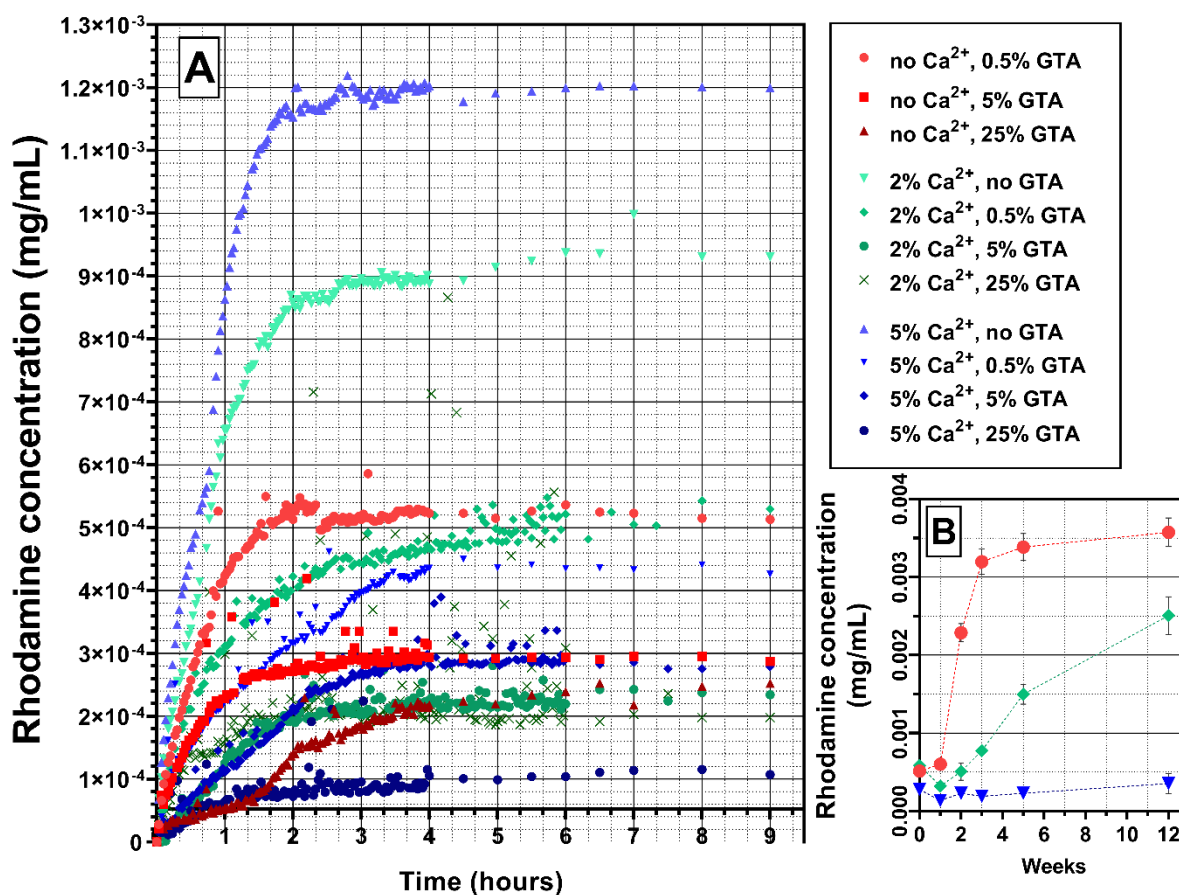 A
Rhodamine concentration (mg/mL)
1.3×10⁻³
1.2×10⁻³
1.1×10⁻³
1×10⁻³
9×10⁻⁴
8×10⁻⁴
7×10⁻⁴
6×10⁻⁴
5×10⁻⁴
4×10⁻⁴
3×10⁻⁴
2×10⁻⁴
1×10⁻⁴
0
0 1 2 3 4 5 6 7 8 9
Time (hours)
no Ca²⁺, 0.5% GTA
no Ca²⁺, 5% GTA
no Ca²⁺, 25% GTA
2% Ca²⁺, no GTA
2% Ca²⁺, 0.5% GTA
2% Ca²⁺, 5% GTA
2% Ca²⁺, 25% GTA
5% Ca²⁺, no GTA
5% Ca²⁺, 0.5% GTA
5% Ca²⁺, 5% GTA
5% Ca²⁺, 25% GTA
B
Rhodamine concentration
(mg/mL)
0.004
0.003
0.002
0.001
0.000
0 2 4 6 8 10 12
Weeks